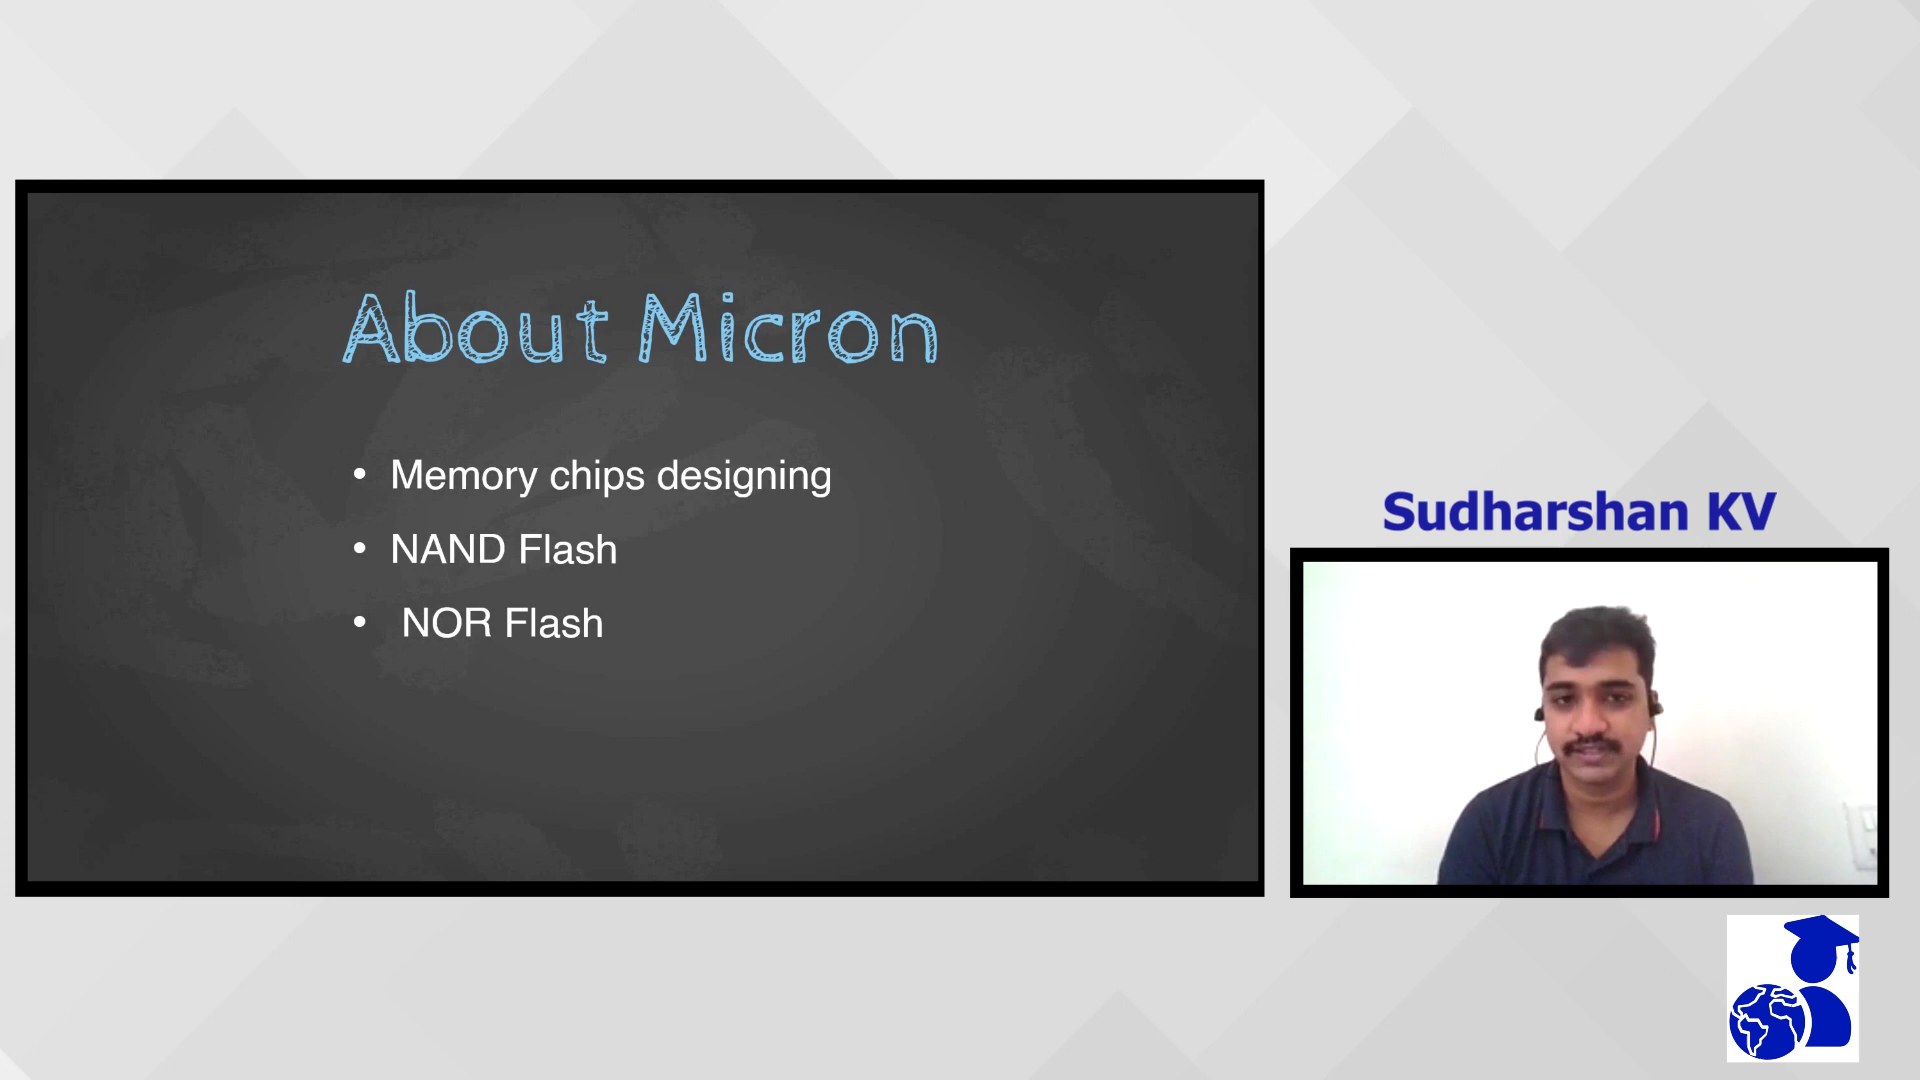 About Micron
• Memory chips designing
• NAND Flash
• NOR Flash
Sudharshan KV